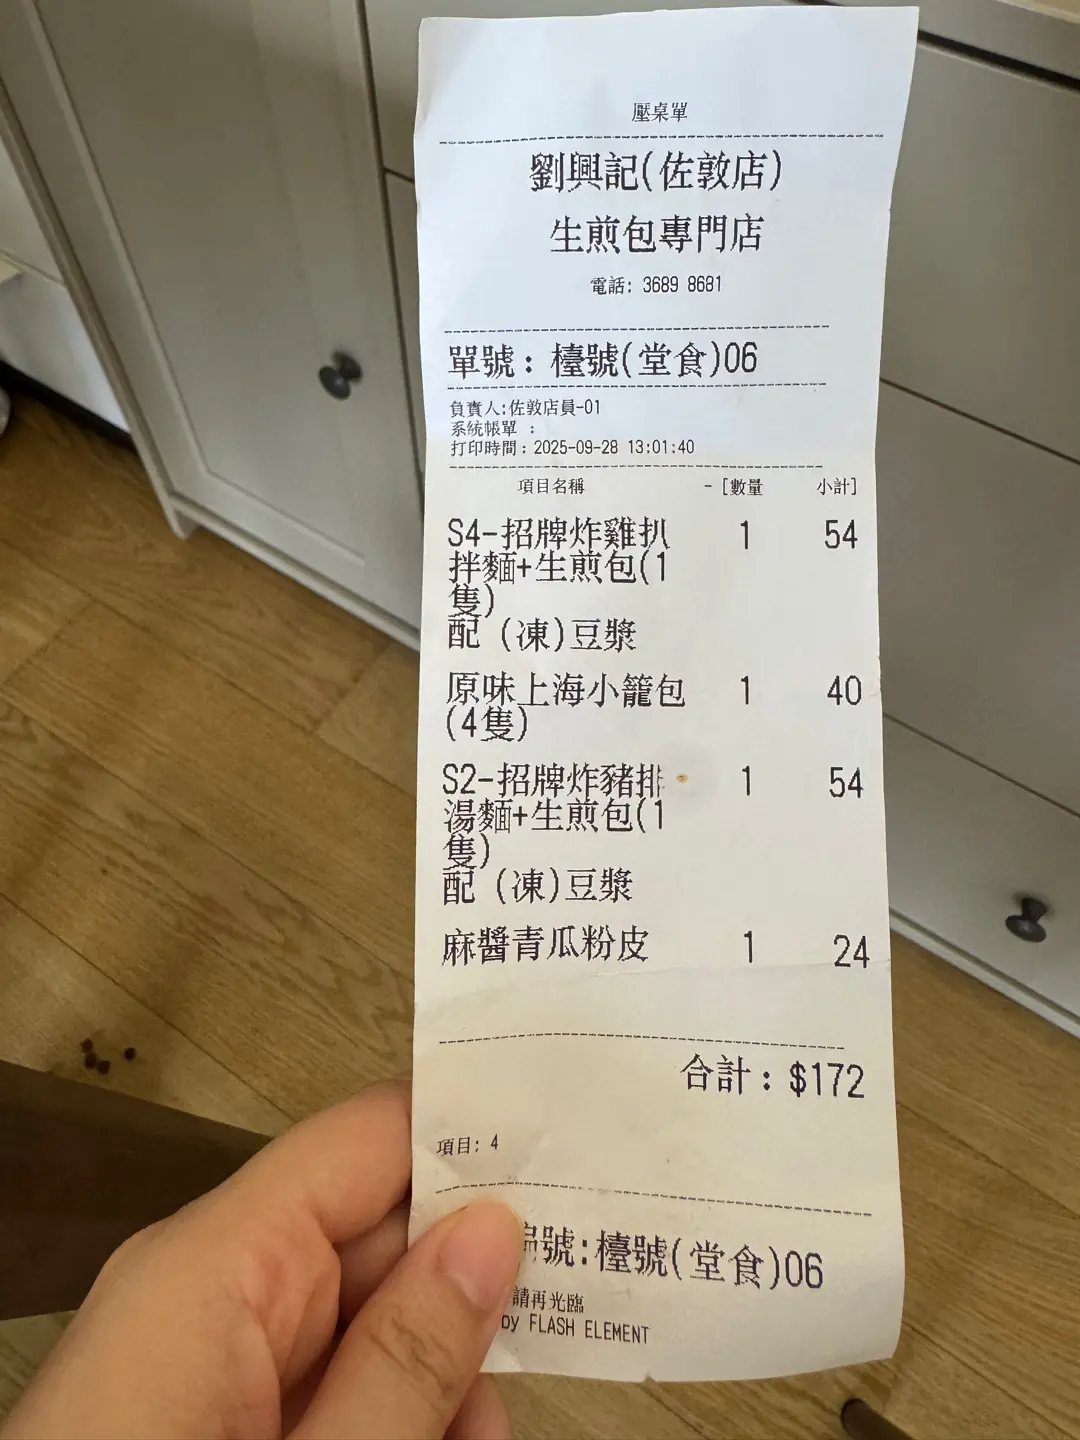 壓桌單
劉興記(佐敦店)
生煎包專門店
電話: 3689 8681
單號: 檯號(堂食)06
負責人:佐敦店員-01
系統帳單 :
打印時間: 2025-09-28 13:01:40
項目名稱 - [數量 小計]
S4-招牌炸雞扒 1 54
拌麵+生煎包(1
隻)
配 (凍)豆漿
原味上海小籠包 1 40
(4隻)
S2-招牌炸豬排 1 54
湯麵+生煎包(1
隻)
配 (凍)豆漿
麻醬青瓜粉皮 1 24
合計: $172
項目: 4
號:檯號(堂食)06
請再光臨
by FLASH ELEMENT